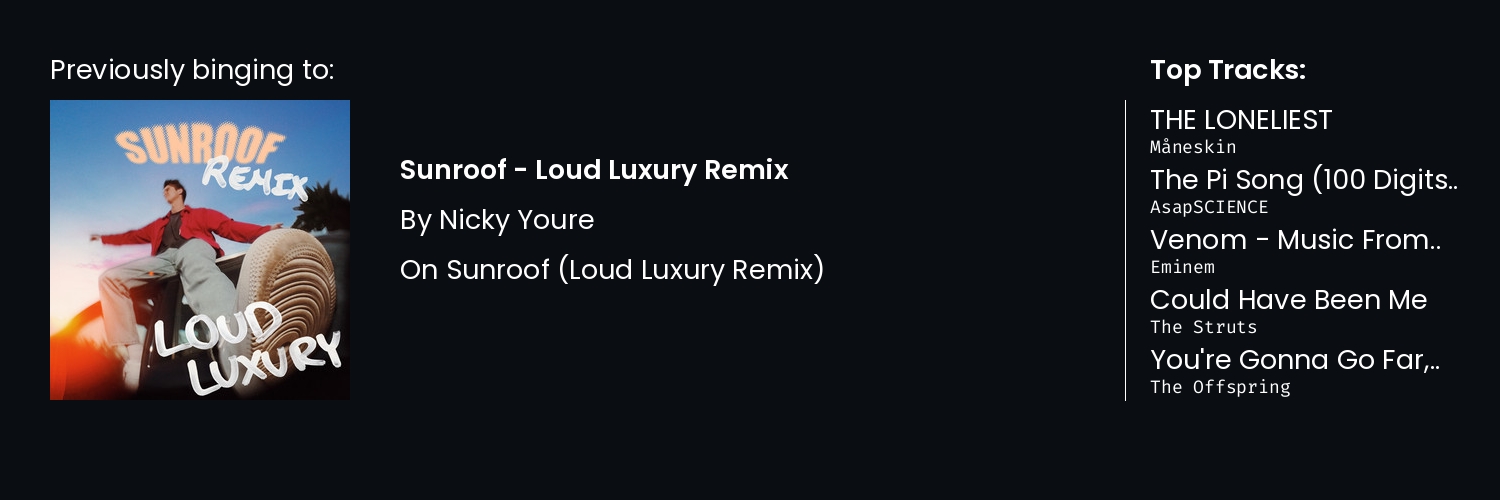 Previously binging to:
SUNROOF
REMIX
LOUD
LUXURY
Sunroof - Loud Luxury Remix
By Nicky Youre
On Sunroof (Loud Luxury Remix)
Top Tracks:
THE LONELIEST
Måneskin
The Pi Song (100 Digits..
AsapSCIENCE
Venom - Music From..
Eminem
Could Have Been Me
The Struts
You're Gonna Go Far,..
The Offspring